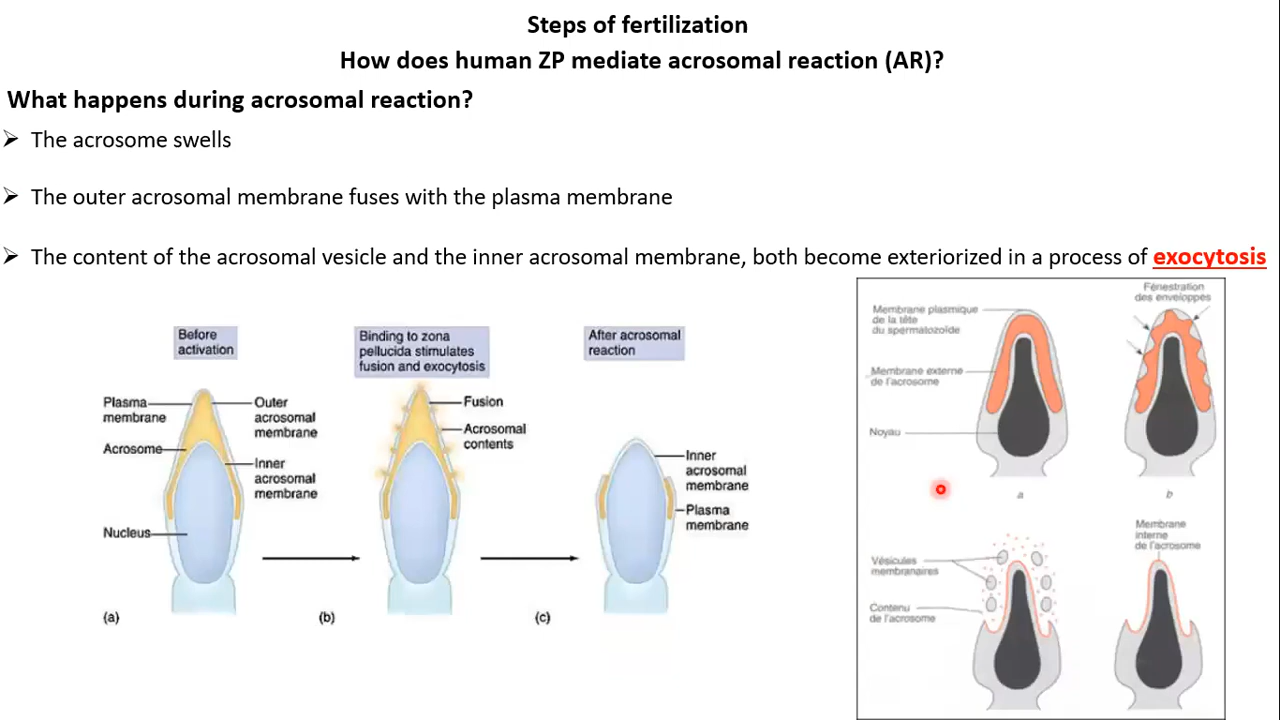 Steps of fertilization
How does human ZP mediate acrosomal reaction (AR)?
What happens during acrosomal reaction?
➢ The acrosome swells
➢ The outer acrosomal membrane fuses with the plasma membrane
➢ The content of the acrosomal vesicle and the inner acrosomal membrane, both become exteriorized in a process of exocytosis
Before
activation
Plasma
membrane
Outer
acrosomal
membrane
Acrosome
Inner
acrosomal
membrane
Nucleus
(a)
Binding to zona
pellucida stimulates
fusion and exocytosis
Fusion
Acrosomal
contents
(b)
After acrosomal
reaction
Inner
acrosomal
membrane
Plasma
membrane
(c)
Membrane plasmique
de la tête
du spermatozoïde
Membrane externe
de l'acrosome
Noyau
a
Fénestration
des enveloppes
b
Vésicules
membranaires
Contenu
de l'acrosome
Membrane
interne
de l'acrosome